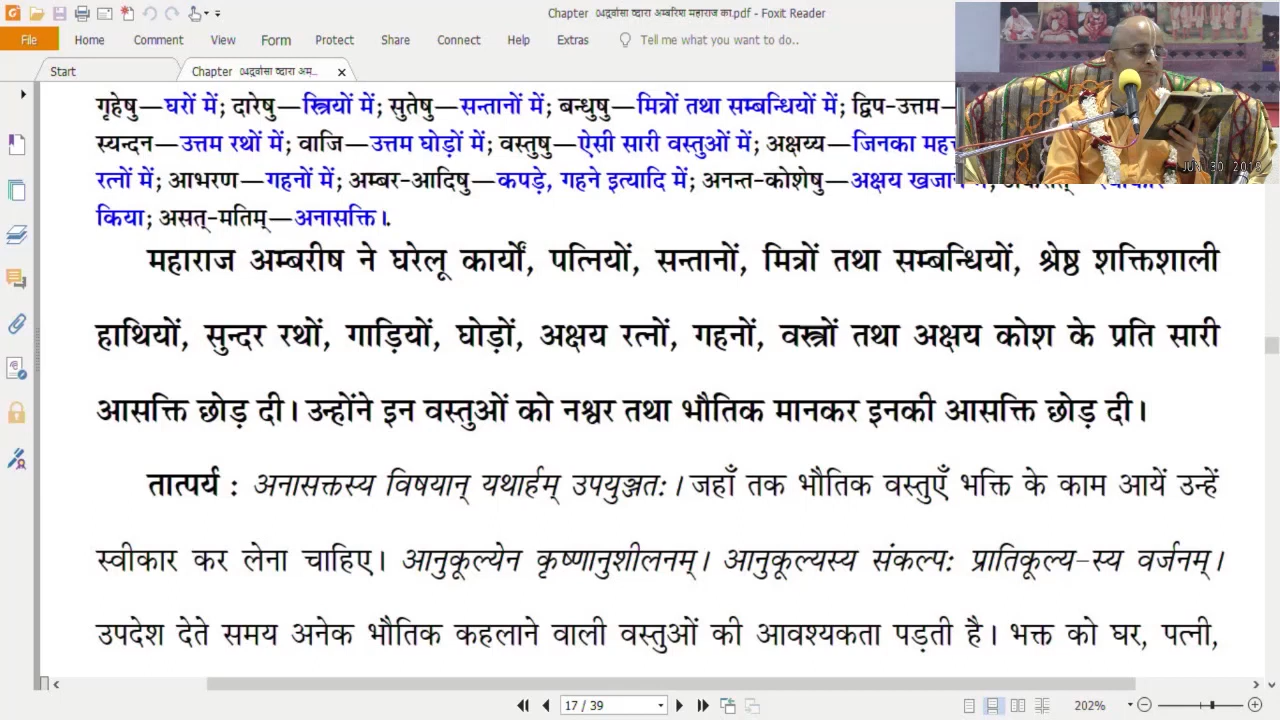 Chapter 04दुर्वासा व्दारा अम्बरिश महाराज का.pdf - Foxit Reader
File Home Comment View Form Protect Share Connect Help Extras Tell me what you want to do..
Start Chapter 04दुर्वासा व्दारा अम...
गृहेषु—घरों में; दारेषु—स्त्रियों में; सुतेषु—सन्तानों में; बन्धुषु—मित्रों तथा सम्बन्धियों में; द्विप-उत्तम—
स्यन्दन—उत्तम रथों में; वाजि—उत्तम घोड़ों में; वस्तुषु—ऐसी सारी वस्तुओं में; अक्षय्य—जिनका
रत्नों में; आभरण—गहनों में; अम्बर-आदिषु—कपड़े, गहने इत्यादि में; अनन्त-कोशेषु—अक्षय
किया; असत्-मतिम्—अनासक्ति।.
महाराज अम्बरीष ने घरेलू कार्यों, पत्नियों, सन्तानों, मित्रों तथा सम्बन्धियों, श्रेष्ठ शक्तिशाली
हाथियों, सुन्दर रथों, गाड़ियों, घोड़ों, अक्षय रत्नों, गहनों, वस्त्रों तथा अक्षय कोश के प्रति सारी
आसक्ति छोड़ दी। उन्होंने इन वस्तुओं को नश्वर तथा भौतिक मानकर इनकी आसक्ति छोड़ दी।
तात्पर्य : अनासक्तस्य विषयान् यथार्हम् उपयुञ्जतः। जहाँ तक भौतिक वस्तुएँ भक्ति के काम आयें उन्हें
स्वीकार कर लेना चाहिए। आनुकूल्येन कृष्णानुशीलनम्। आनुकूल्यस्य संकल्पः प्रातिकूल्य-स्य वर्जनम्।
उपदेश देते समय अनेक भौतिक कहलाने वाली वस्तुओं की आवश्यकता पड़ती है। भक्त को घर, पत्नी,
JUN 30 2019
17 / 39 202%